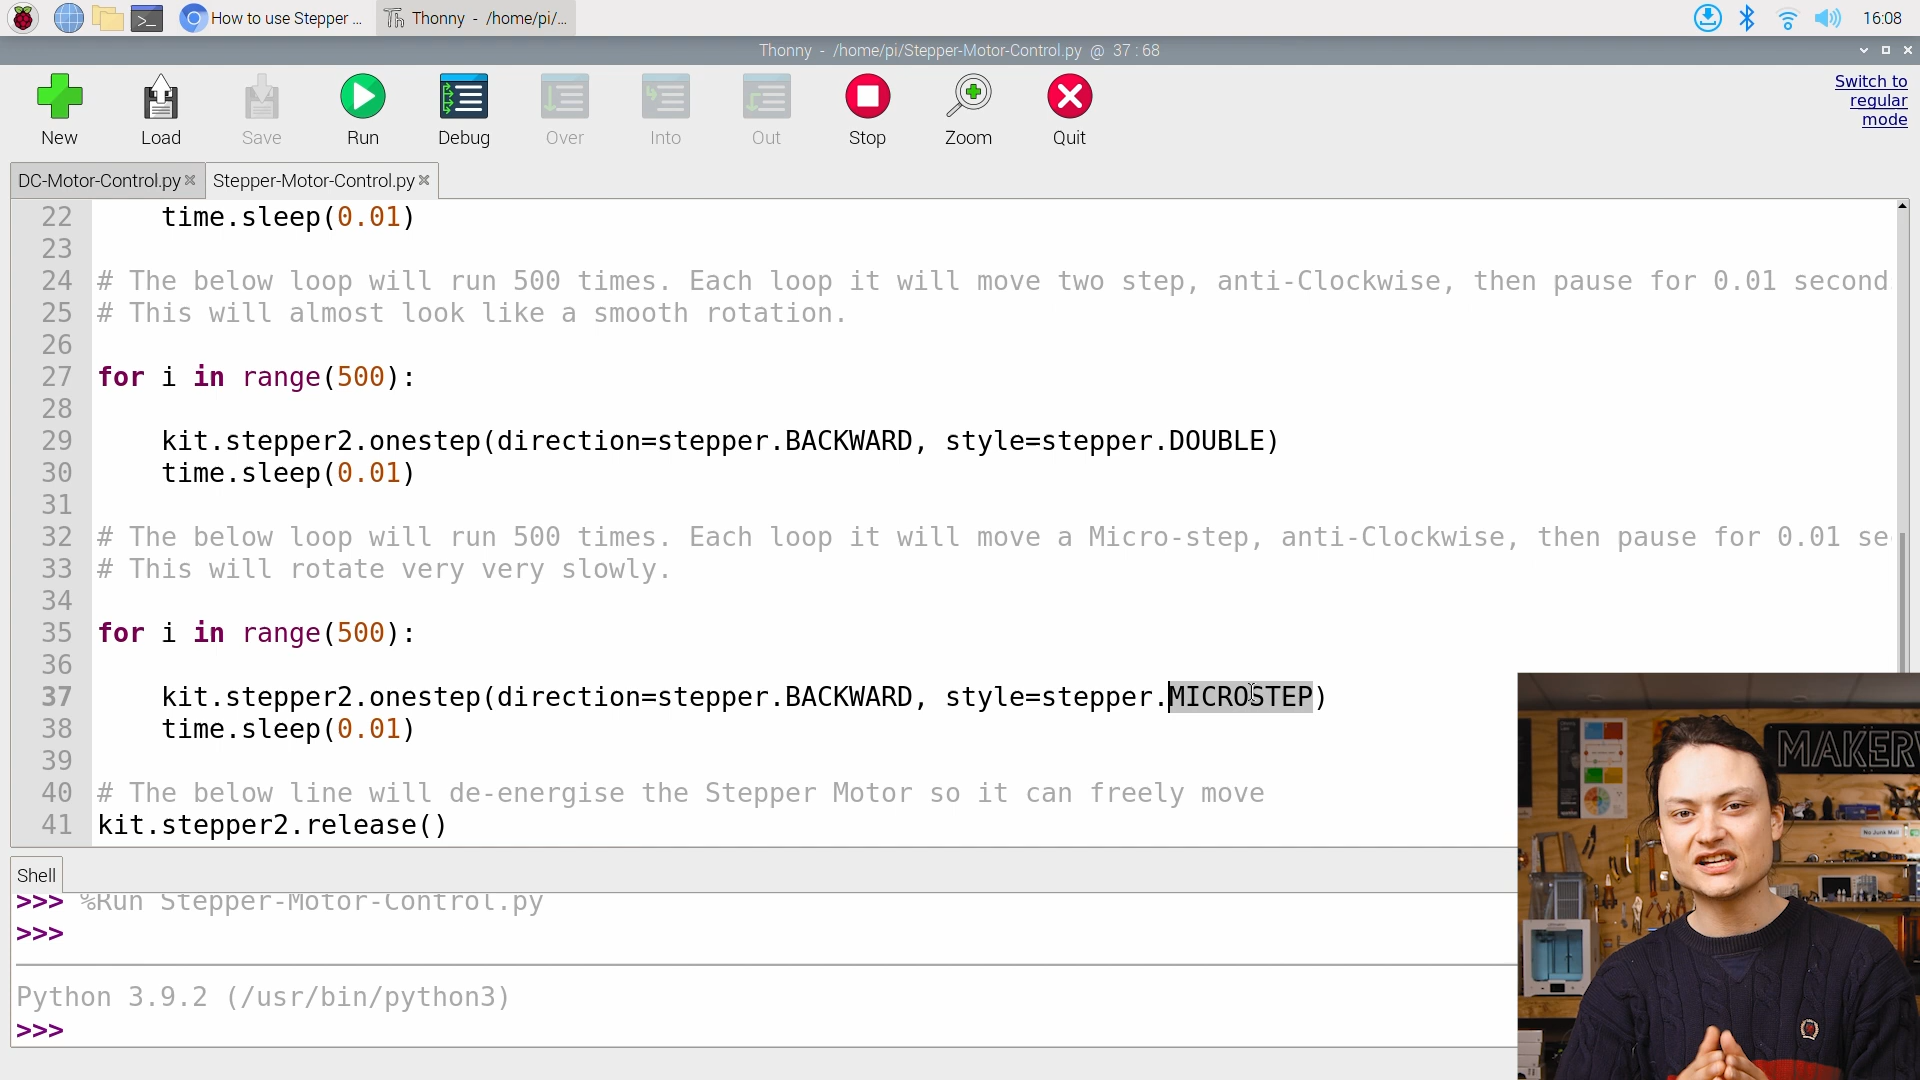 How to use Stepper ...
Thonny - /home/pi/...
16:08
Thonny - /home/pi/Stepper-Motor-Control.py @ 37 : 68
New
Load
Save
Run
Debug
Over
Into
Out
Stop
Zoom
Quit
Switch to
regular
mode
DC-Motor-Control.py
Stepper-Motor-Control.py
22 time.sleep(0.01)
23
24 # The below loop will run 500 times. Each loop it will move two step, anti-Clockwise, then pause for 0.01 second
25 # This will almost look like a smooth rotation.
26
27 for i in range(500):
28
29 kit.stepper2.onestep(direction=stepper.BACKWARD, style=stepper.DOUBLE)
30 time.sleep(0.01)
31
32 # The below loop will run 500 times. Each loop it will move a Micro-step, anti-Clockwise, then pause for 0.01 se
33 # This will rotate very very slowly.
34
35 for i in range(500):
36
37 kit.stepper2.onestep(direction=stepper.BACKWARD, style=stepper.MICROSTEP)
38 time.sleep(0.01)
39
40 # The below line will de-energise the Stepper Motor so it can freely move
41 kit.stepper2.release()
Shell
>>> %Run Stepper-Motor-Control.py
>>>
Python 3.9.2 (/usr/bin/python3)
>>>
MAKERV
No Junk Mail